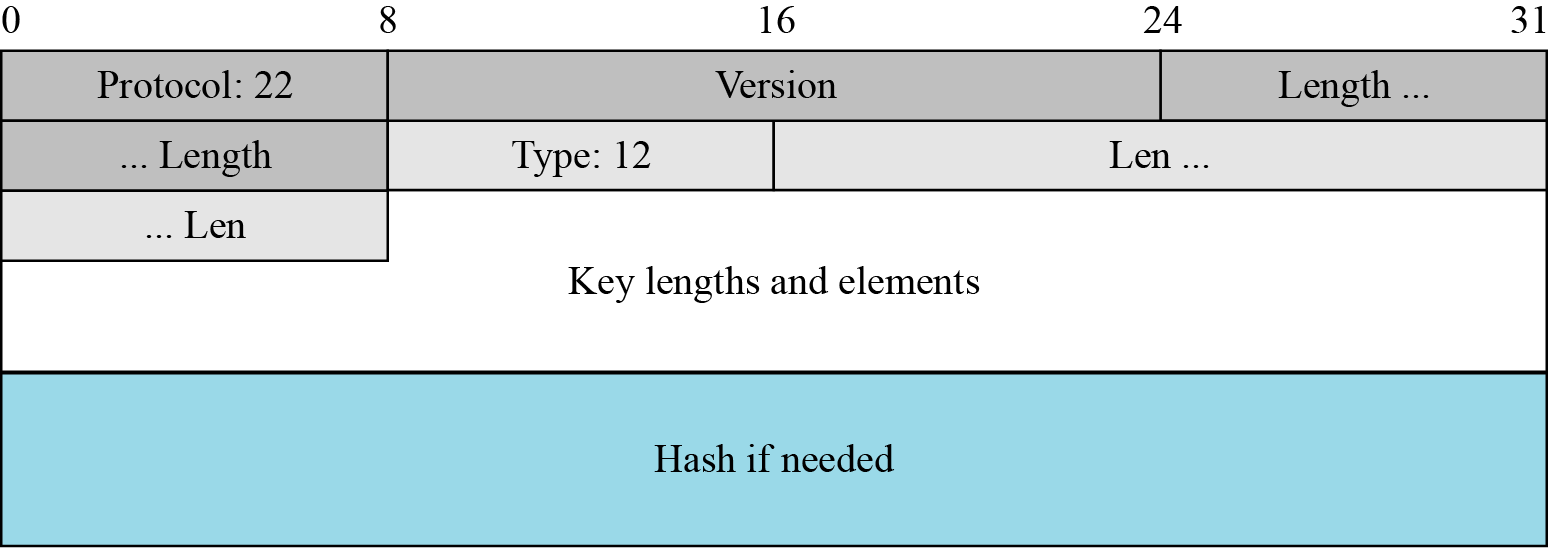 0 8 16 24 31
Protocol: 22 Version Length ...
... Length Type: 12 Len ...
... Len
Key lengths and elements
Hash if needed